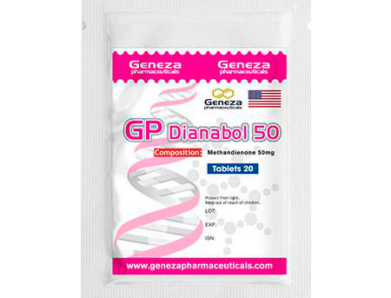 Geneza Geneza
pharmaceuticals pharmaceuticals
Geneza
pharmaceuticals
GP Dianabol 50
Composition: Methandienone 50mg
Tablets 20
Protect from light.
Keep out of reach of children.
LOT:
EXP:
ISN:
www.genezapharmaceuticals.com